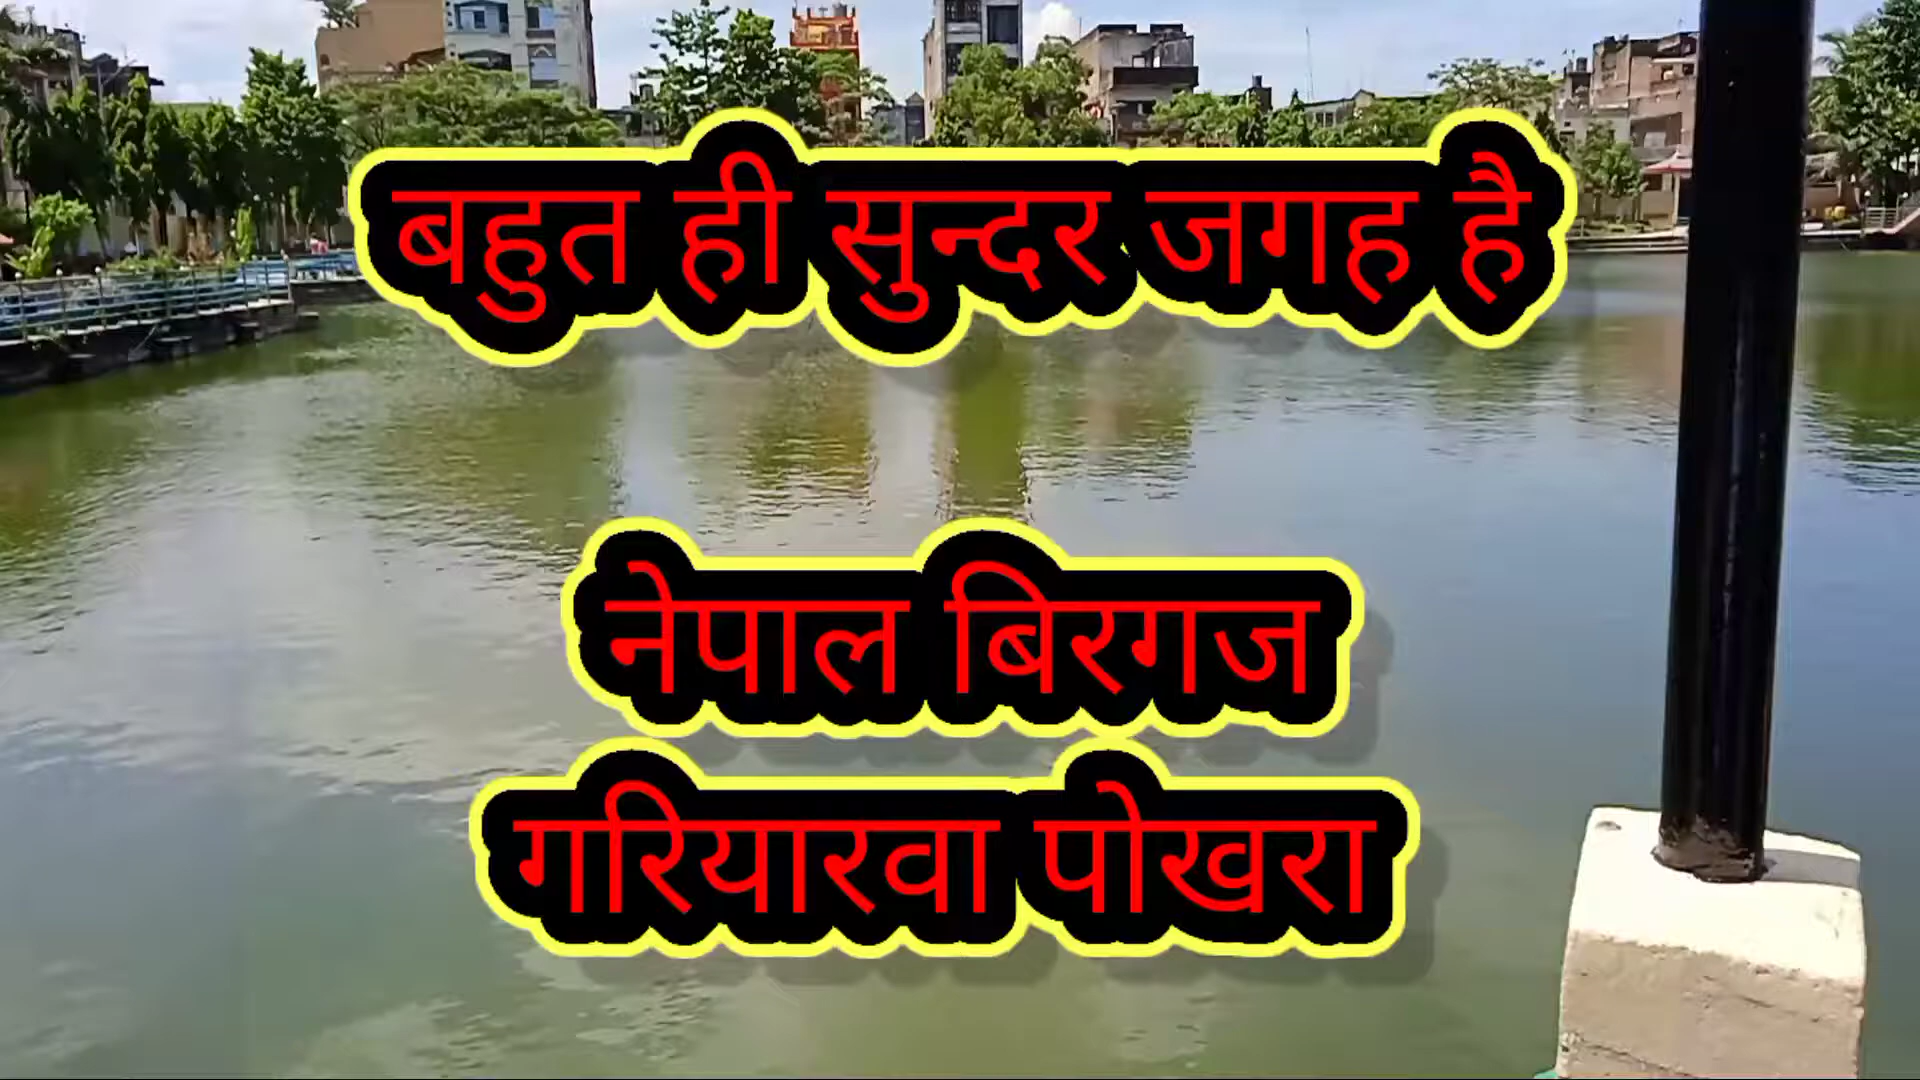 बहुत ही सुन्दर जगह है
नेपाल बिरगज
गरियारवा पोखरा